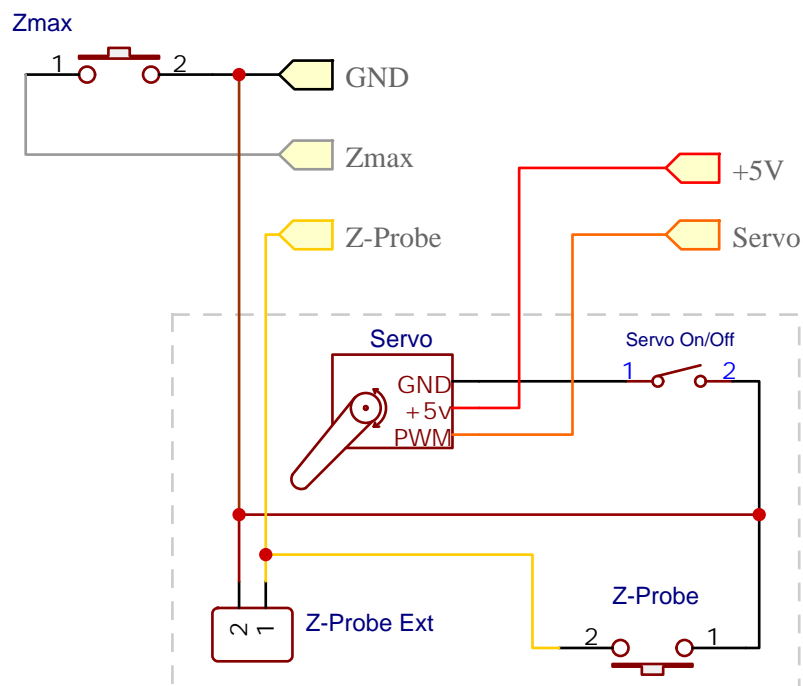 Zmax
1 2
GND
Zmax
+5V
Z-Probe
Servo
Servo
Servo On/Off
GND
1 2
+5v
PWM
Z-Probe
2 1
Z-Probe Ext
2 1